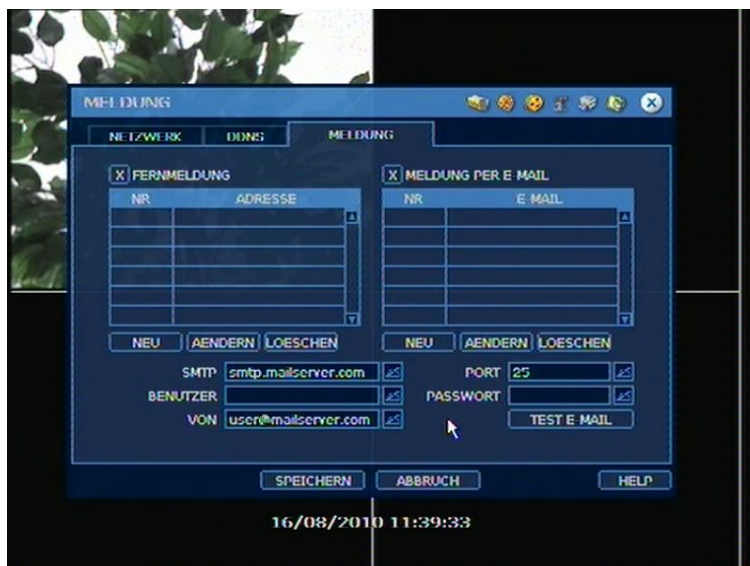 MELDUNG
NETZWERK DDNS MELDUNG
X FERNMELDUNG
X MELDUNG PER E-MAIL
NR ADRESSE
NR E-MAIL
NEU AENDERN LOESCHEN
NEU AENDERN LOESCHEN
SMTP smtp.mailserver.com
PORT 25
BENUTZER
PASSWORT
VON user@mailserver.com
TEST E-MAIL
SPEICHERN ABBRUCH HELP
16/08/2010 11:39:33